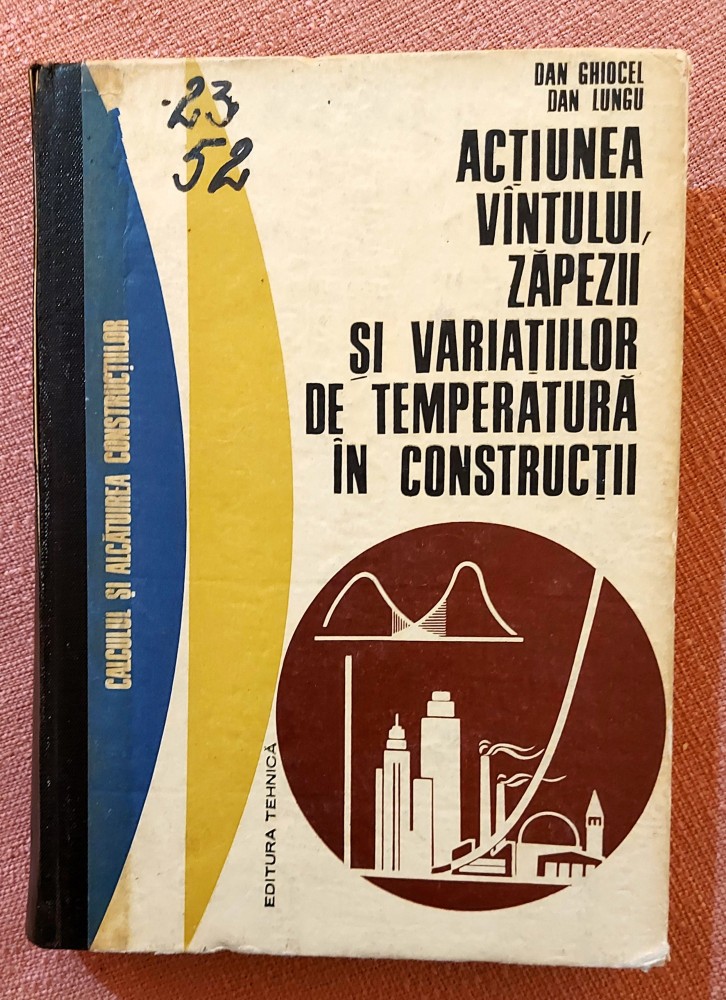 23
52
DAN GHIOCEL
DAN LUNGU
ACȚIUNEA
VÎNTULUI,
ZĂPEZII
ȘI VARIAȚIILOR
DE TEMPERATURĂ
ÎN CONSTRUCȚII
CALCULUL ȘI ALCĂTUIREA CONSTRUCȚIILOR
EDITURA TEHNICĂ